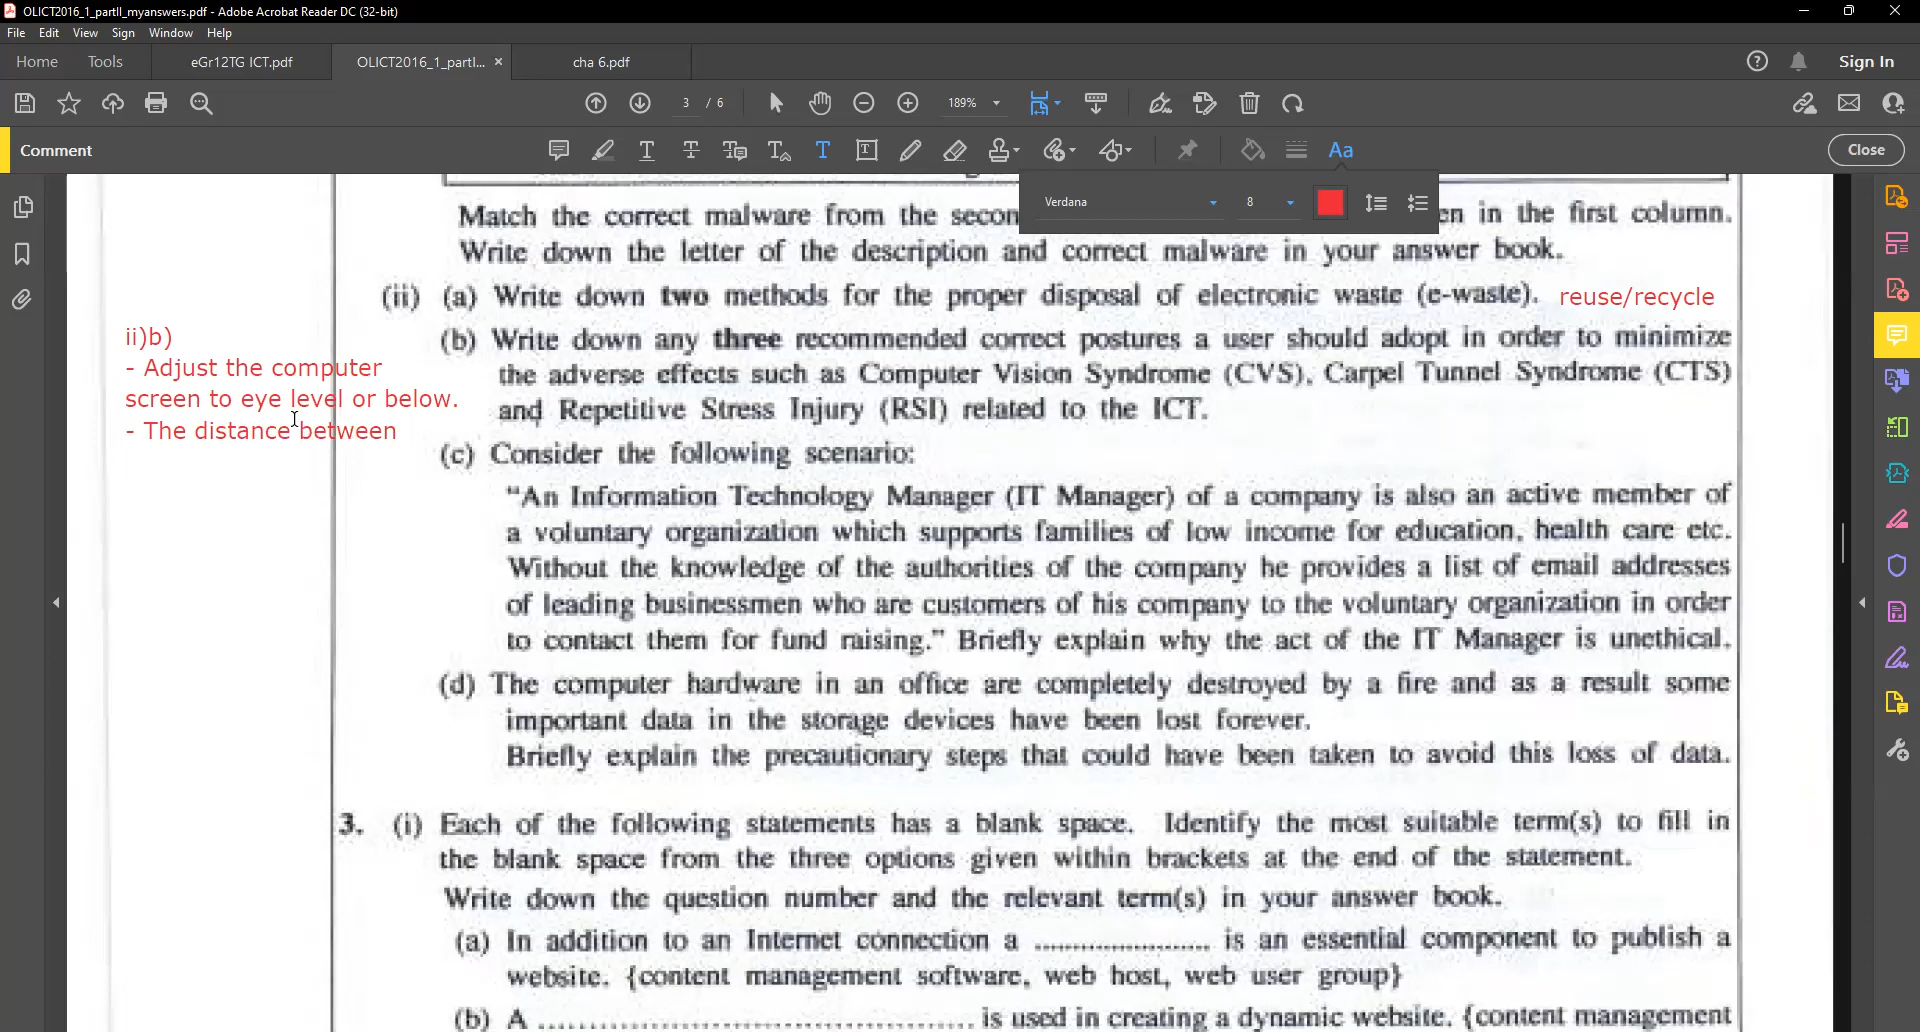 OLICT2016_1_partII_myanswers.pdf - Adobe Acrobat Reader DC (32-bit)
File Edit View Sign Window Help
Home Tools eGr12TG ICT.pdf OLICT2016_1_partI... × cha 6.pdf Sign In
3 / 6 189%
Comment Close
Verdana 8
Match the correct malware from the secon en in the first column.
Write down the letter of the description and correct malware in your answer book.
(ii) (a) Write down two methods for the proper disposal of electronic waste (e-waste). reuse/recycle
ii)b)
- Adjust the computer
screen to eye level or below.
- The distance between
(b) Write down any three recommended correct postures a user should adopt in order to minimize
the adverse effects such as Computer Vision Syndrome (CVS), Carpel Tunnel Syndrome (CTS)
and Repetitive Stress Injury (RSI) related to the ICT.
(c) Consider the following scenario:
"An Information Technology Manager (IT Manager) of a company is also an active member of
a voluntary organization which supports families of low income for education, health care etc.
Without the knowledge of the authorities of the company he provides a list of email addresses
of leading businessmen who are customers of his company to the voluntary organization in order
to contact them for fund raising." Briefly explain why the act of the IT Manager is unethical.
(d) The computer hardware in an office are completely destroyed by a fire and as a result some
important data in the storage devices have been lost forever.
Briefly explain the precautionary steps that could have been taken to avoid this loss of data.
3. (i) Each of the following statements has a blank space. Identify the most suitable term(s) to fill in
the blank space from the three options given within brackets at the end of the statement.
Write down the question number and the relevant term(s) in your answer book.
(a) In addition to an Internet connection a ........................ is an essential component to publish a
website. {content management software, web host, web user group}
(b) A ........................................ is used in creating a dynamic website. {content management